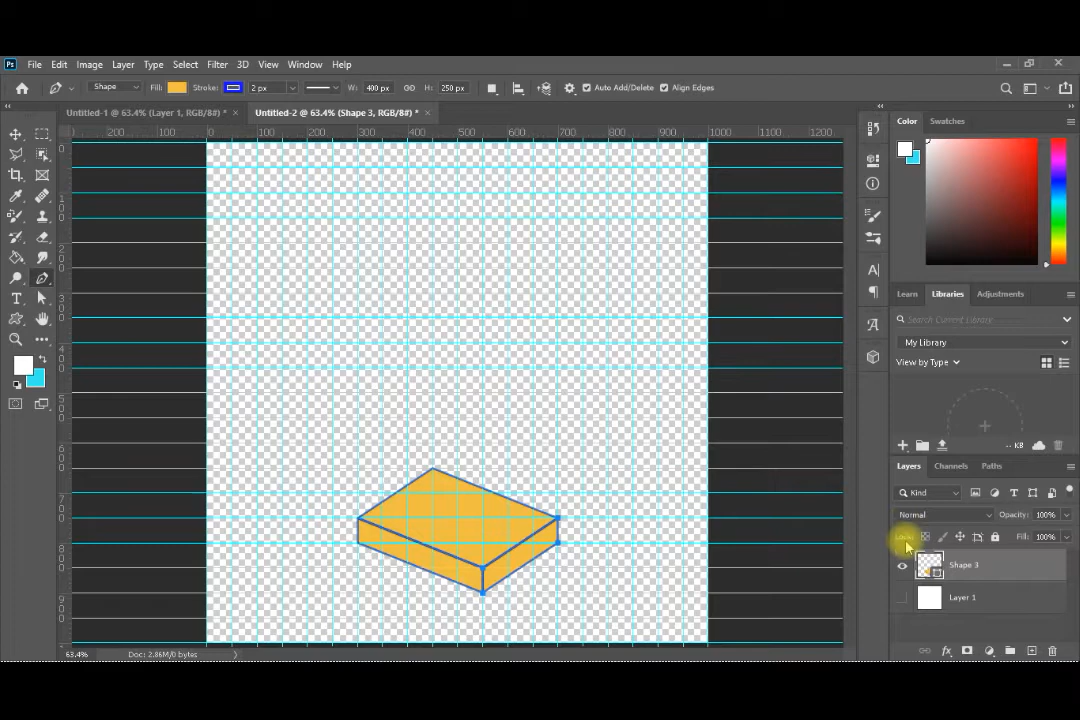 Ps File Edit Image Layer Type Select Filter 3D View Window Help
Shape Fill: Stroke: 2 px W: 400 px H: 250 px Auto Add/Delete Align Edges
Untitled-1 @ 63.4% (Layer 1, RGB/8#) * × Untitled-2 @ 63.4% (Shape 3, RGB/8#) * ×
200 100 0 100 200 300 400 500 600 700 800 900 1000 1100 1200
Color Swatches
Learn Libraries Adjustments
Search Current Library
My Library
View by Type
-- KB
Layers Channels Paths
Kind
Normal Opacity: 100%
Lock: Fill: 100%
Shape 3
Layer 1
63.4% Doc: 2.86M/0 bytes